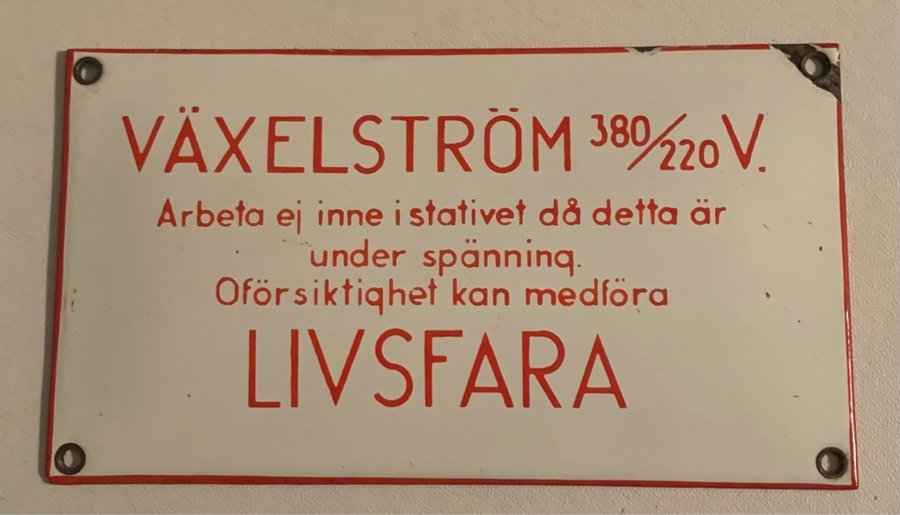 VÄXELSTRÖM 380/220 V.
Arbeta ej inne i stativet då detta är
under spänning.
Oförsiktighet kan medföra
LIVSFARA